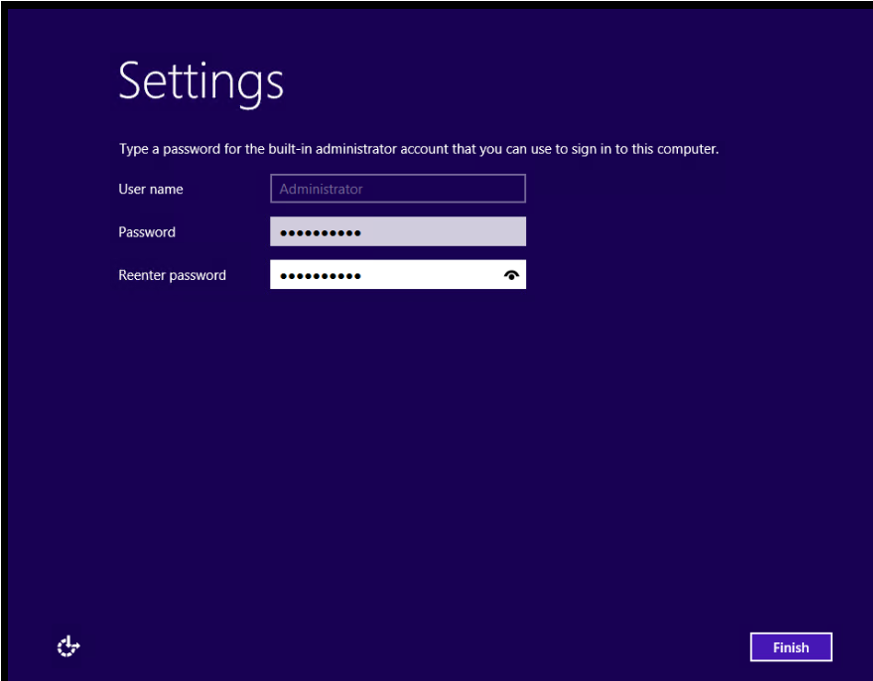 Settings
Type a password for the built-in administrator account that you can use to sign in to this computer.
User name
Administrator
Password
●●●●●●●●●●
Reenter password
●●●●●●●●●●
Finish